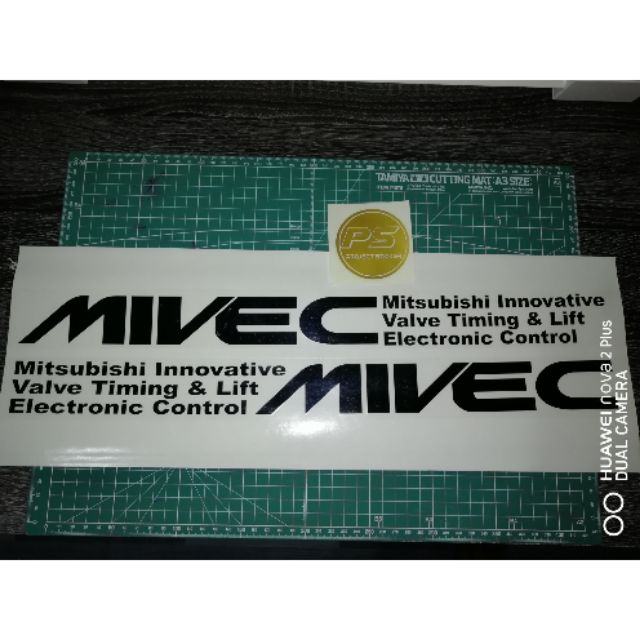 TAMIYA CUTTING MAT (A3 SIZE)
PS
MIVEC
Mitsubishi Innovative
Valve Timing & Lift
Electronic Control
Mitsubishi Innovative
Valve Timing & Lift
Electronic Control
MIVEC
HUAWEI nova 2 Plus
DUAL CAMERA